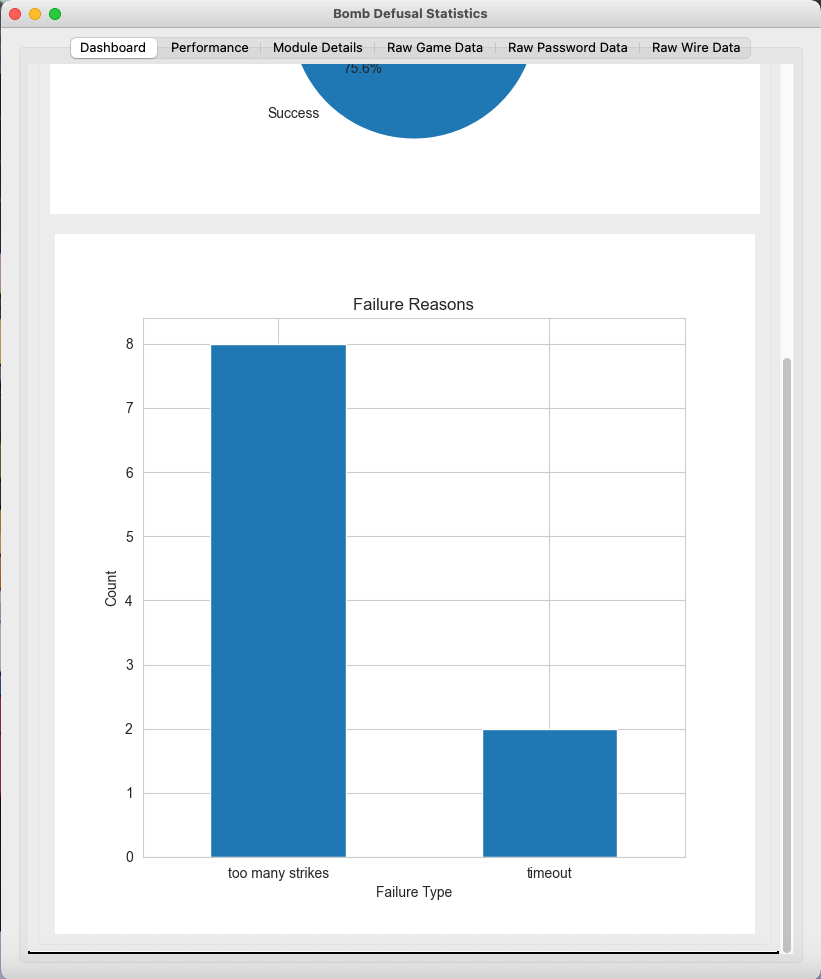 Bomb Defusal Statistics
Dashboard Performance Module Details Raw Game Data Raw Password Data Raw Wire Data
75.6%
Success
Failure Reasons
8
7
6
5
4
3
2
1
0
Count
too many strikes timeout
Failure Type